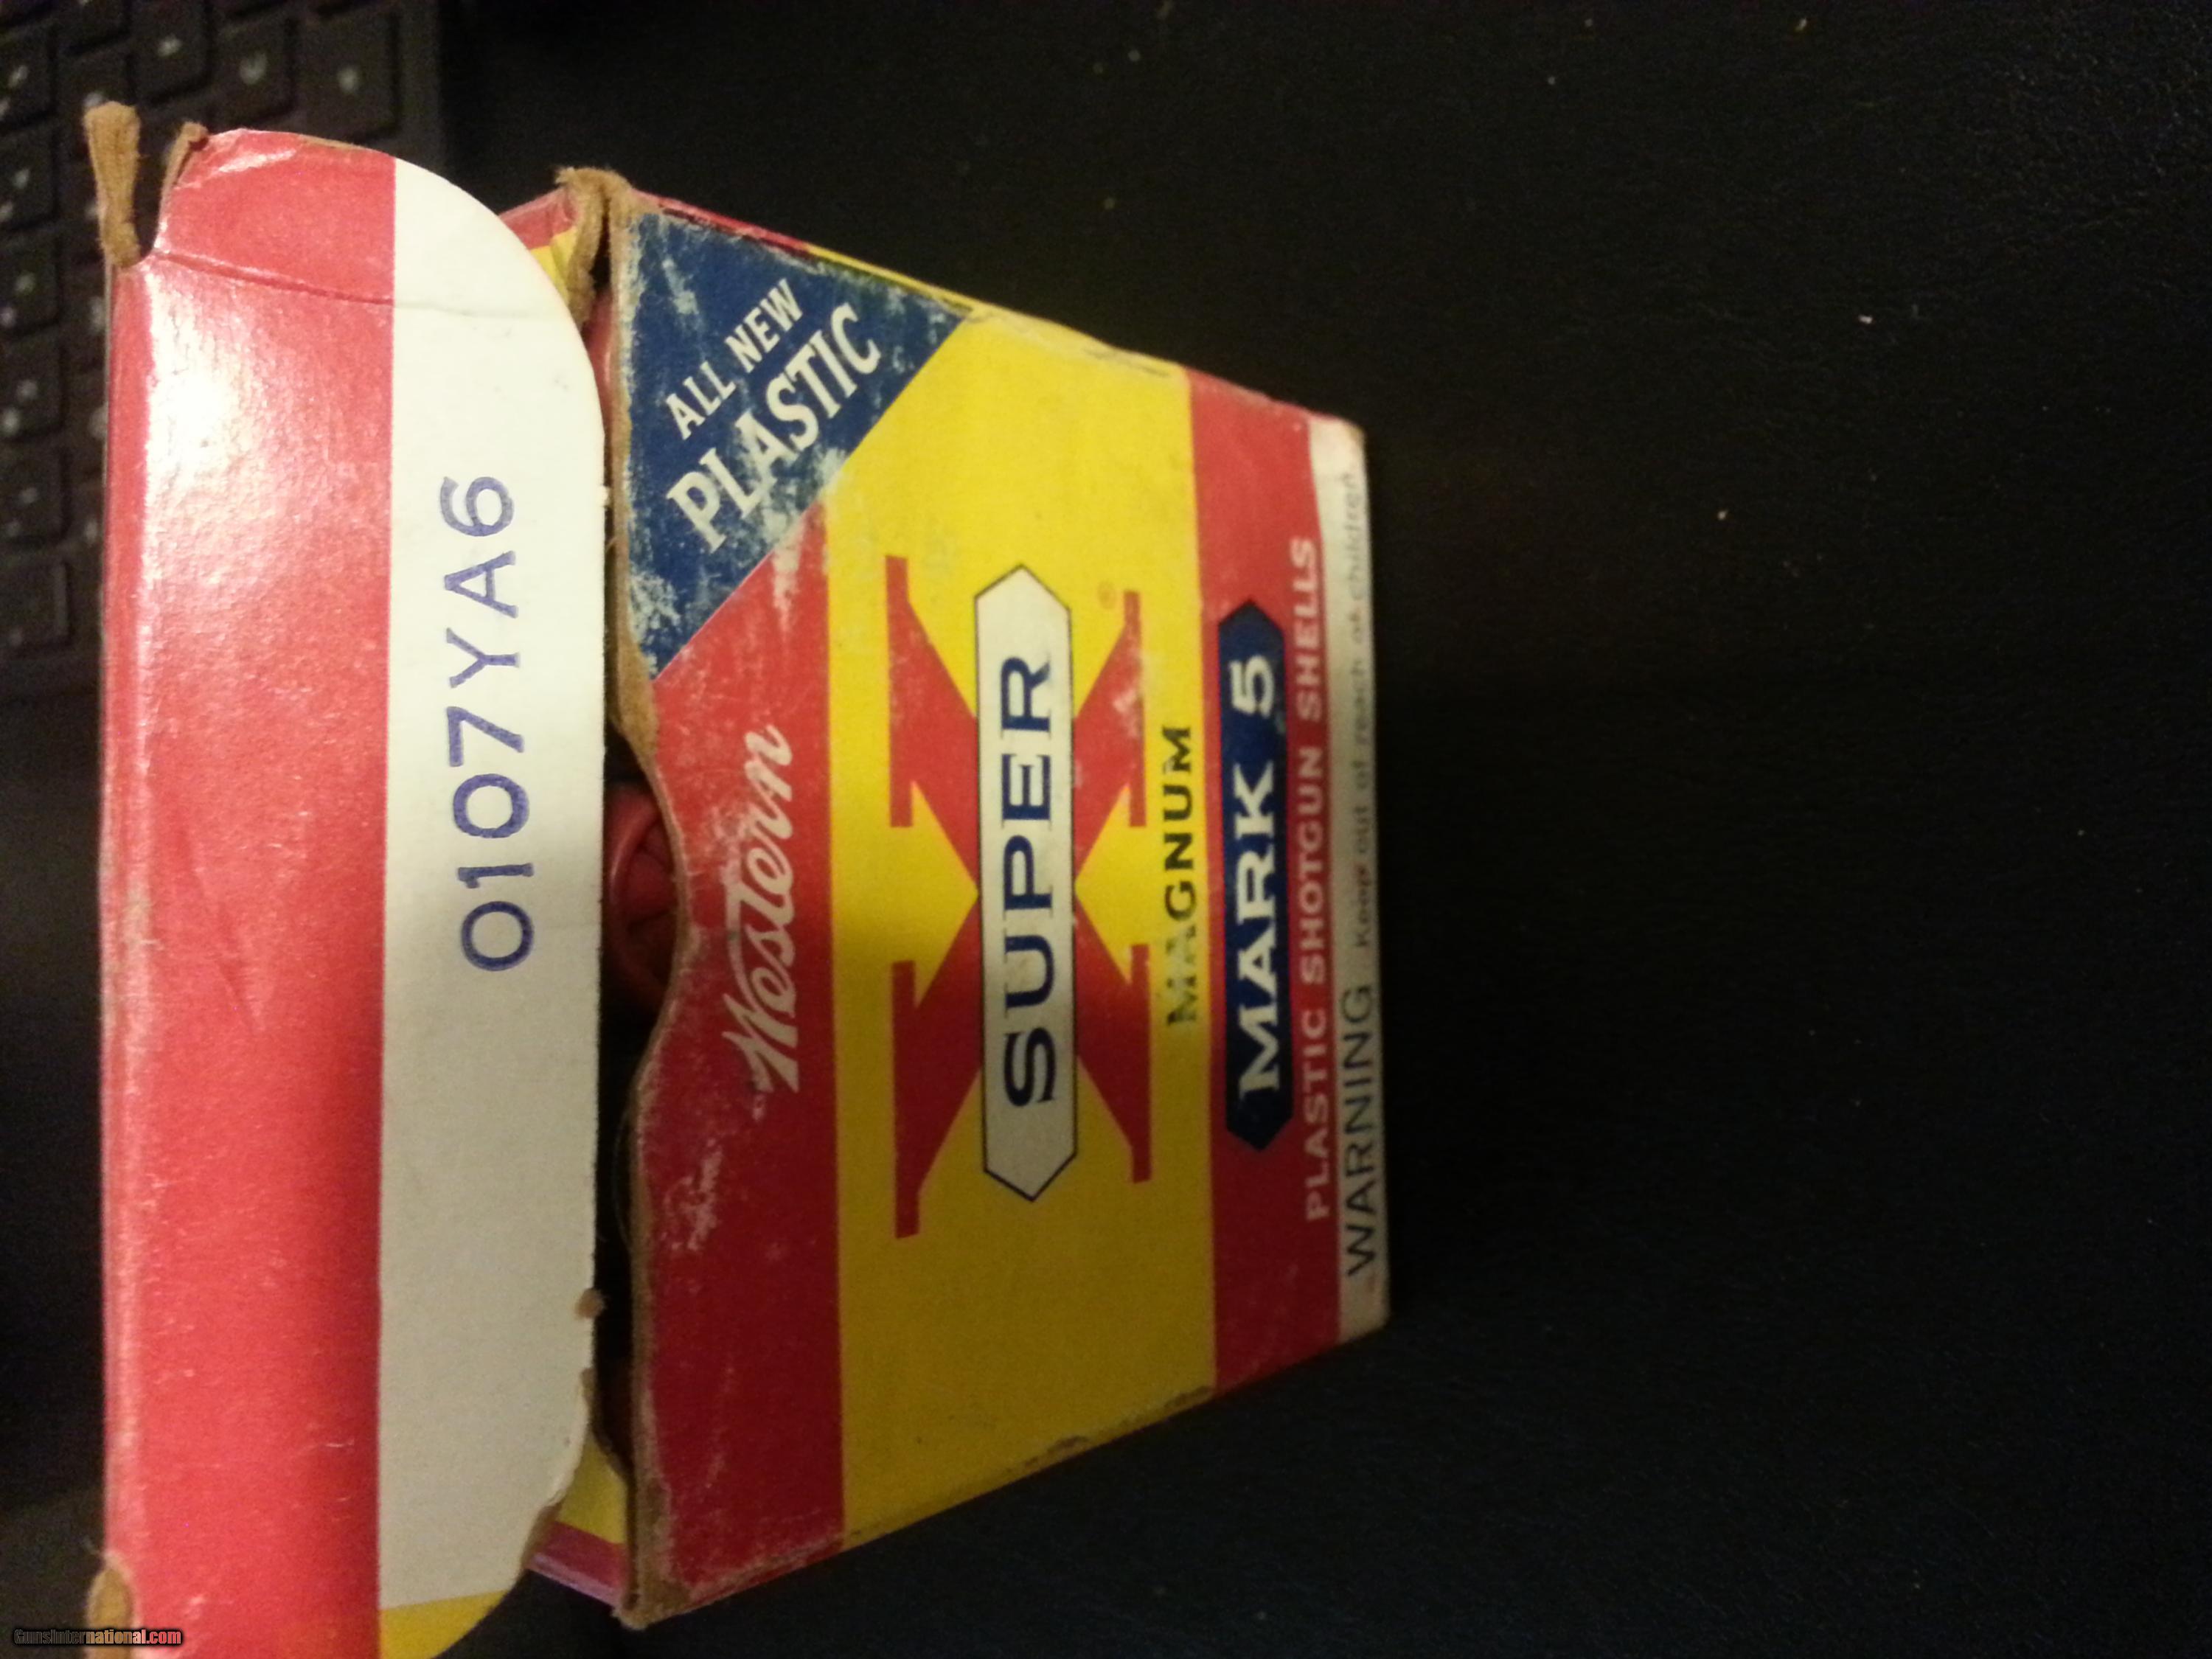 0107YA6
ALL NEW
PLASTIC
Western
SUPER
X
®
MAGNUM
MARK 5
PLASTIC SHOTGUN SHELLS
WARNING Keep out of reach of children
GunsInternational.com